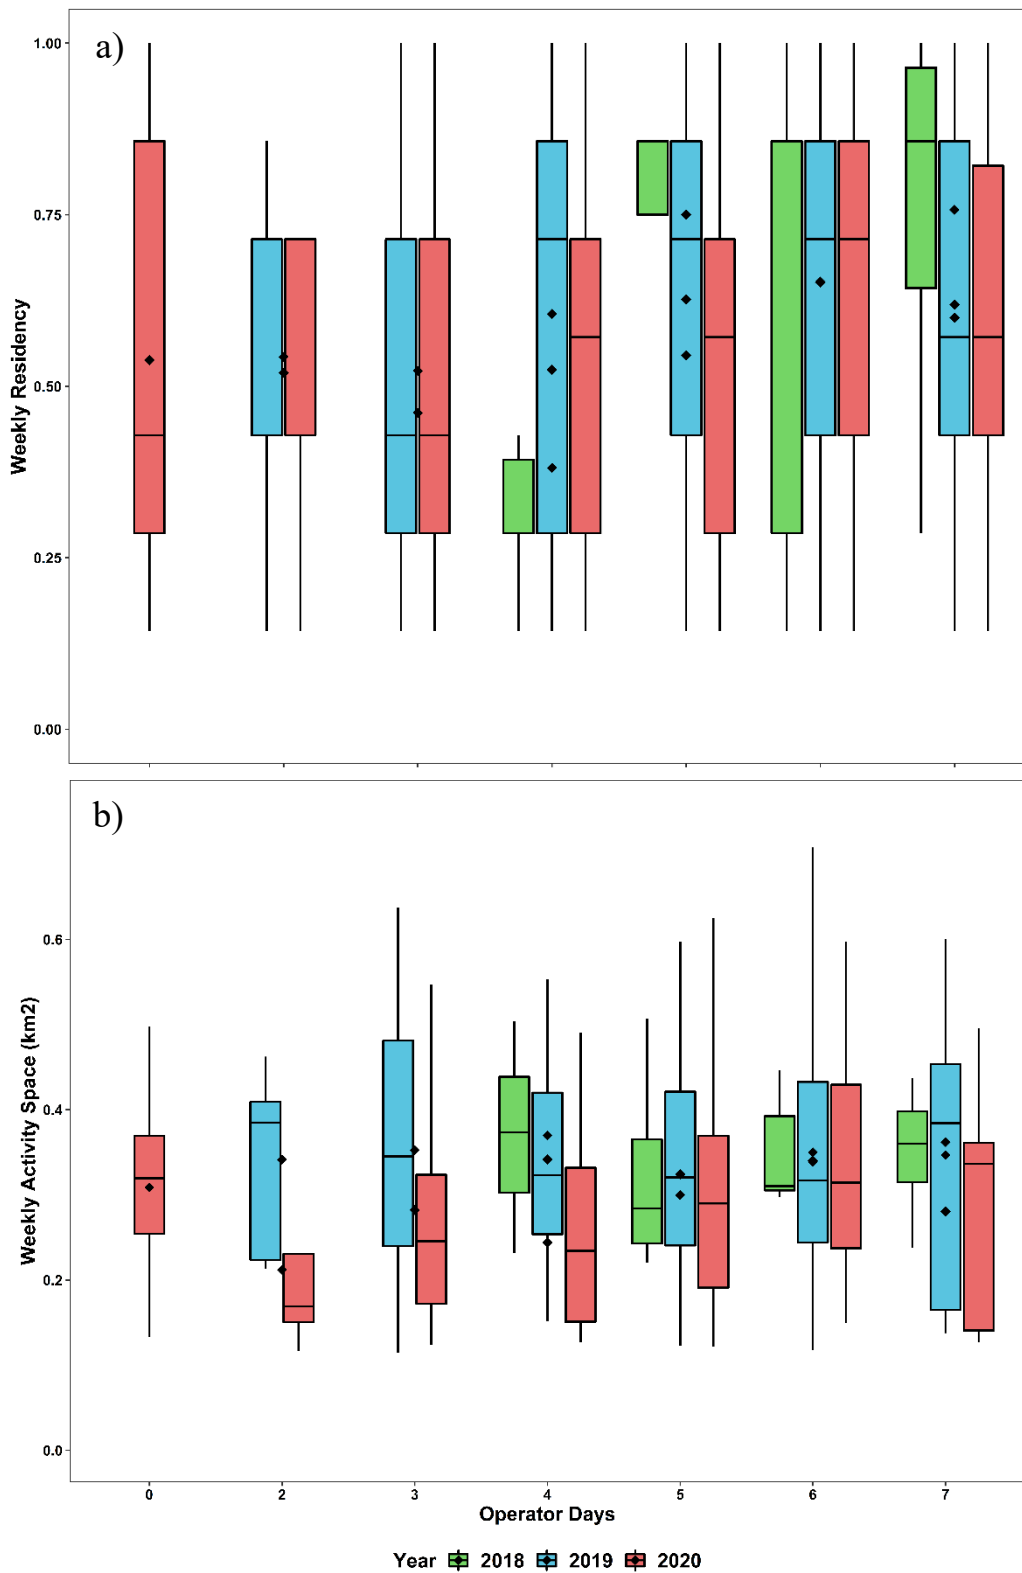 a)
1.00
0.75
0.50
0.25
0.00
Weekly Residency
b)
0.6
0.4
0.2
0.0
Weekly Activity Space (km2)
0 2 3 4 5 6 7
Operator Days
Year 2018 2019 2020